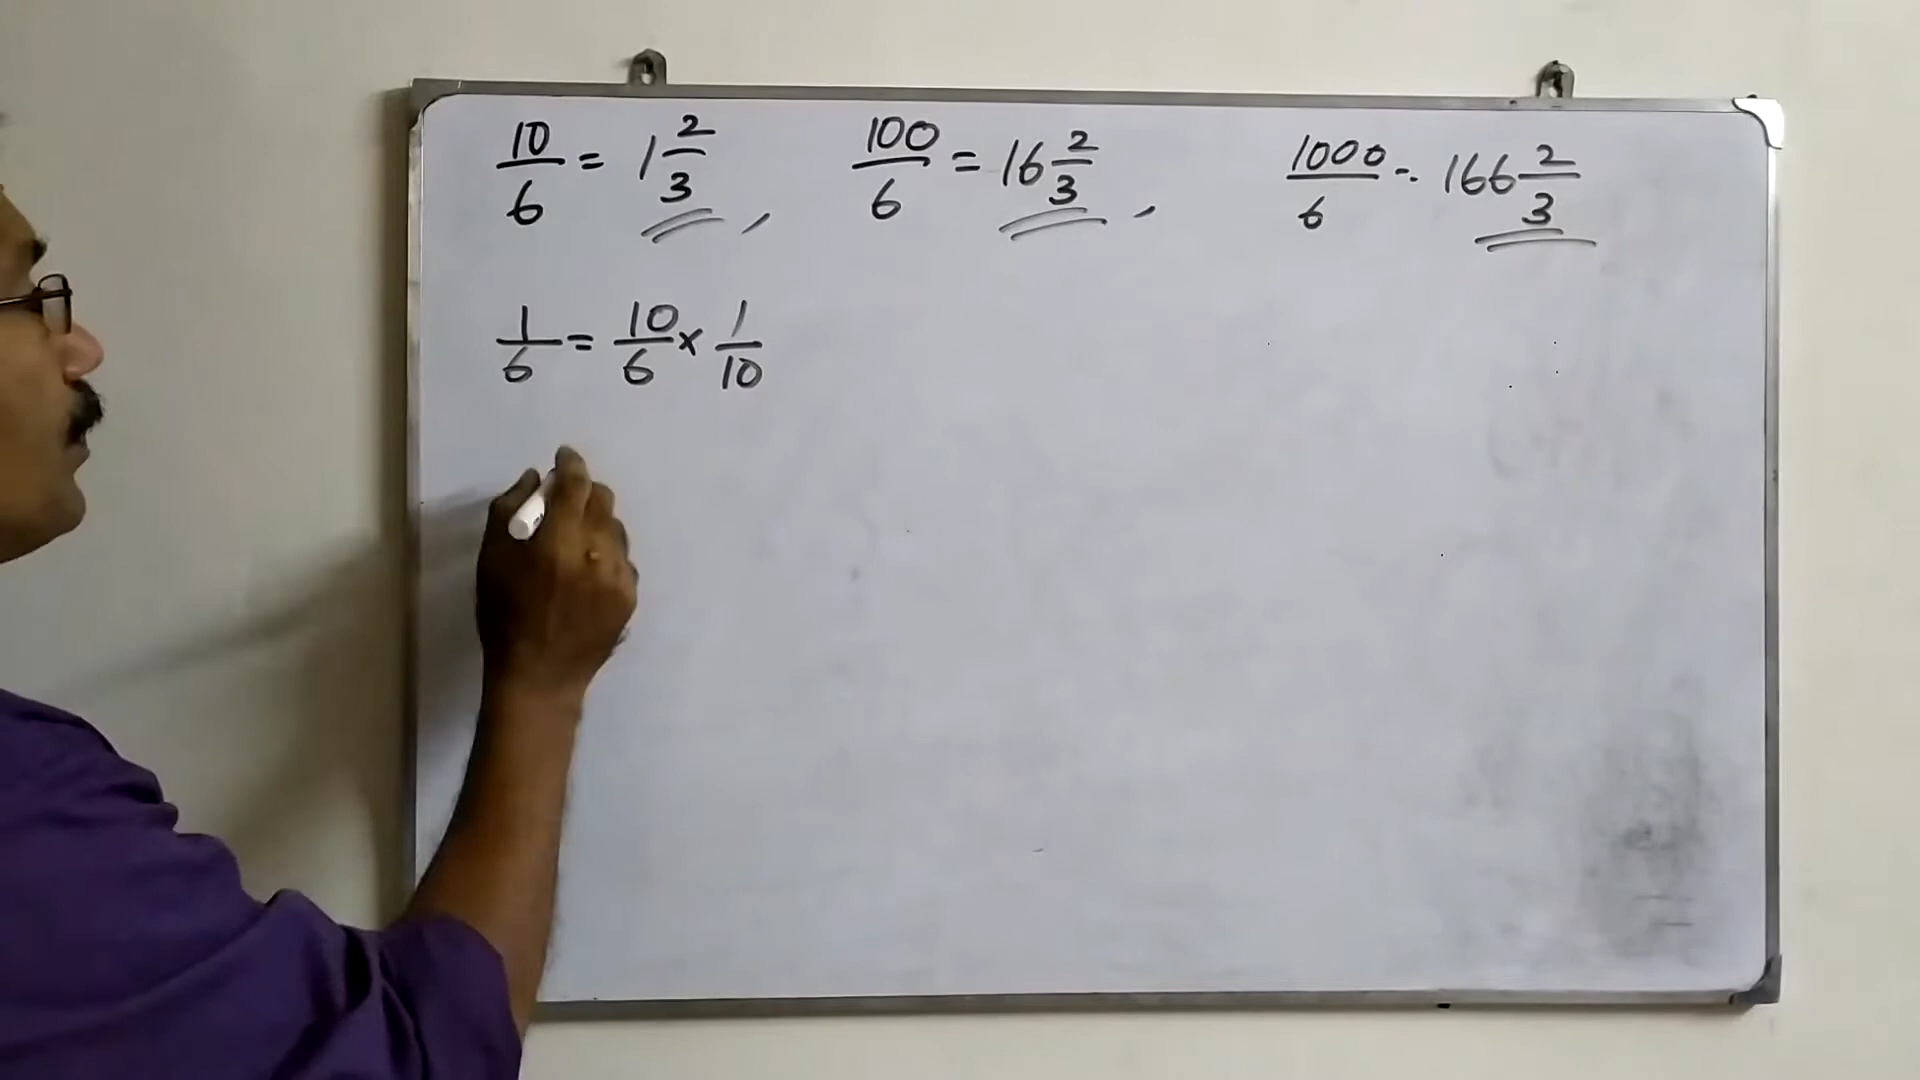 10/6 = 1 2/3 , 100/6 = 16 2/3 , 1000/6 = 166 2/3
1/6 = 10/6 × 1/10